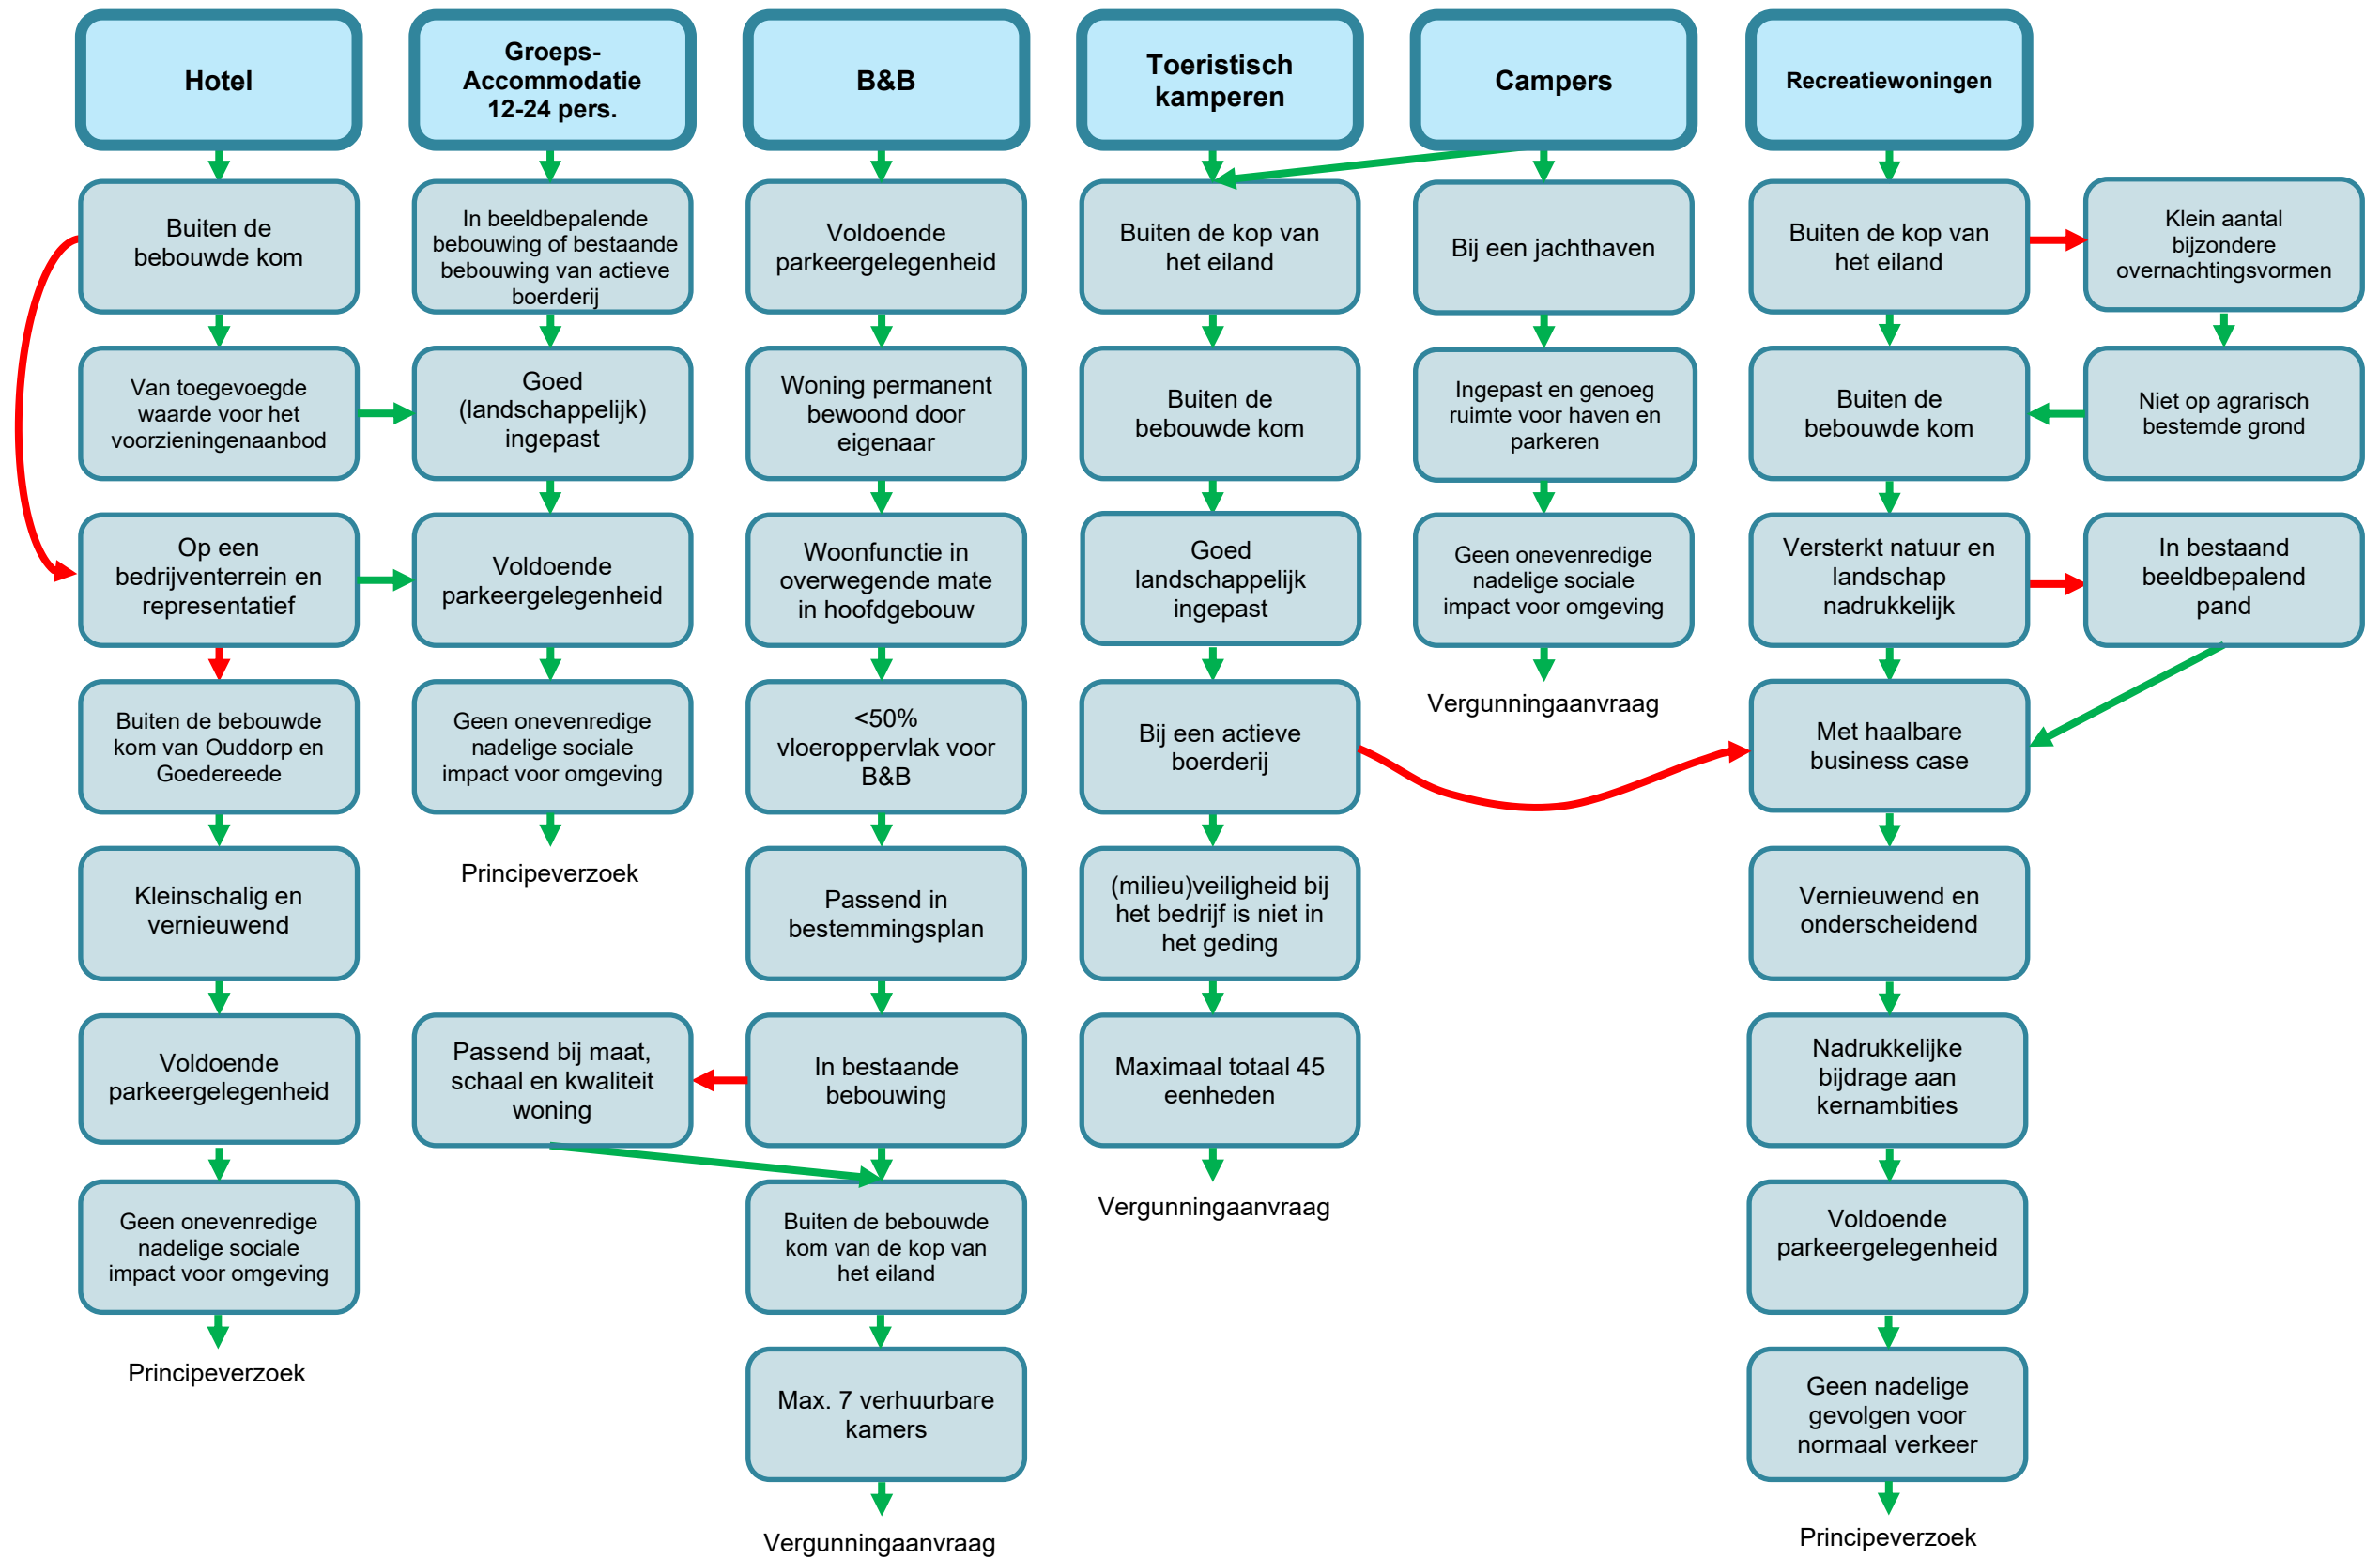 Hotel
Groeps-
Accommodatie
12-24 pers.
B&B
Toeristisch
kamperen
Campers
Recreatiewoningen
Buiten de
bebouwde kom
In beeldbepalende
bebouwing of bestaande
bebouwing van actieve
boerderij
Voldoende
parkeergelegenheid
Buiten de kop van
het eiland
Bij een jachthaven
Buiten de kop van
het eiland
Klein aantal
bijzondere
overnachtingsvormen
Van toegevoegde
waarde voor het
voorzieningenaanbod
Goed
(landschappelijk)
ingepast
Woning permanent
bewoond door
eigenaar
Buiten de
bebouwde kom
Ingepast en genoeg
ruimte voor haven en
parkeren
Buiten de
bebouwde kom
Niet op agrarisch
bestemde grond
Op een
bedrijventerrein en
representatief
Voldoende
parkeergelegenheid
Woonfunctie in
overwegende mate
in hoofdgebouw
Goed
landschappelijk
ingepast
Geen onevenredige
nadelige sociale
impact voor omgeving
Versterkt natuur en
landschap
nadrukkelijk
In bestaand
beeldbepalend
pand
Buiten de bebouwde
kom van Ouddorp en
Goedereede
Geen onevenredige
nadelige sociale
impact voor omgeving
<50%
vloeroppervlak voor
B&B
Bij een actieve
boerderij
Vergunningaanvraag
Met haalbare
business case
Kleinschalig en
vernieuwend
Principeverzoek
Passend in
bestemmingsplan
(milieu)veiligheid bij
het bedrijf is niet in
het geding
Vernieuwend en
onderscheidend
Voldoende
parkeergelegenheid
Passend bij maat,
schaal en kwaliteit
woning
In bestaande
bebouwing
Maximaal totaal 45
eenheden
Nadrukkelijke
bijdrage aan
kernambities
Geen onevenredige
nadelige sociale
impact voor omgeving
Buiten de bebouwde
kom van de kop van
het eiland
Vergunningaanvraag
Voldoende
parkeergelegenheid
Principeverzoek
Max. 7 verhuurbare
kamers
Geen nadelige
gevolgen voor
normaal verkeer
Vergunningaanvraag
Principeverzoek